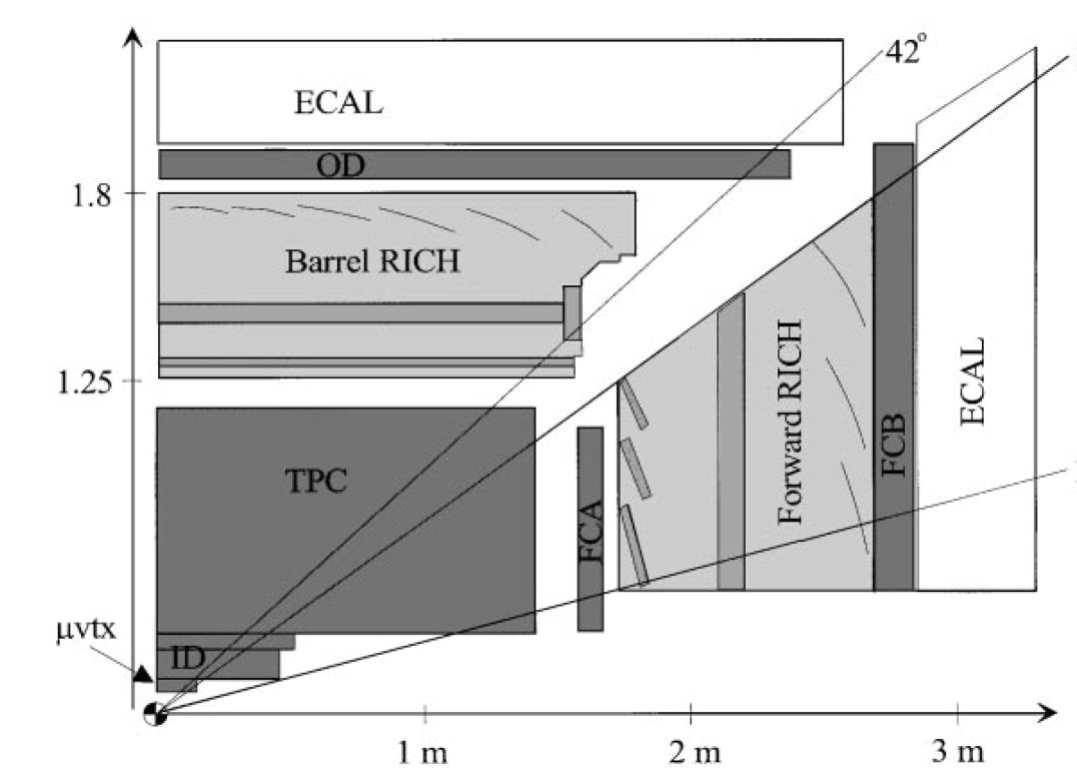 42°
ECAL
OD
1.8
Barrel RICH
1.25
TPC
FCA
Forward RICH
FCB
ECAL
μvtx
ID
1 m
2 m
3 m